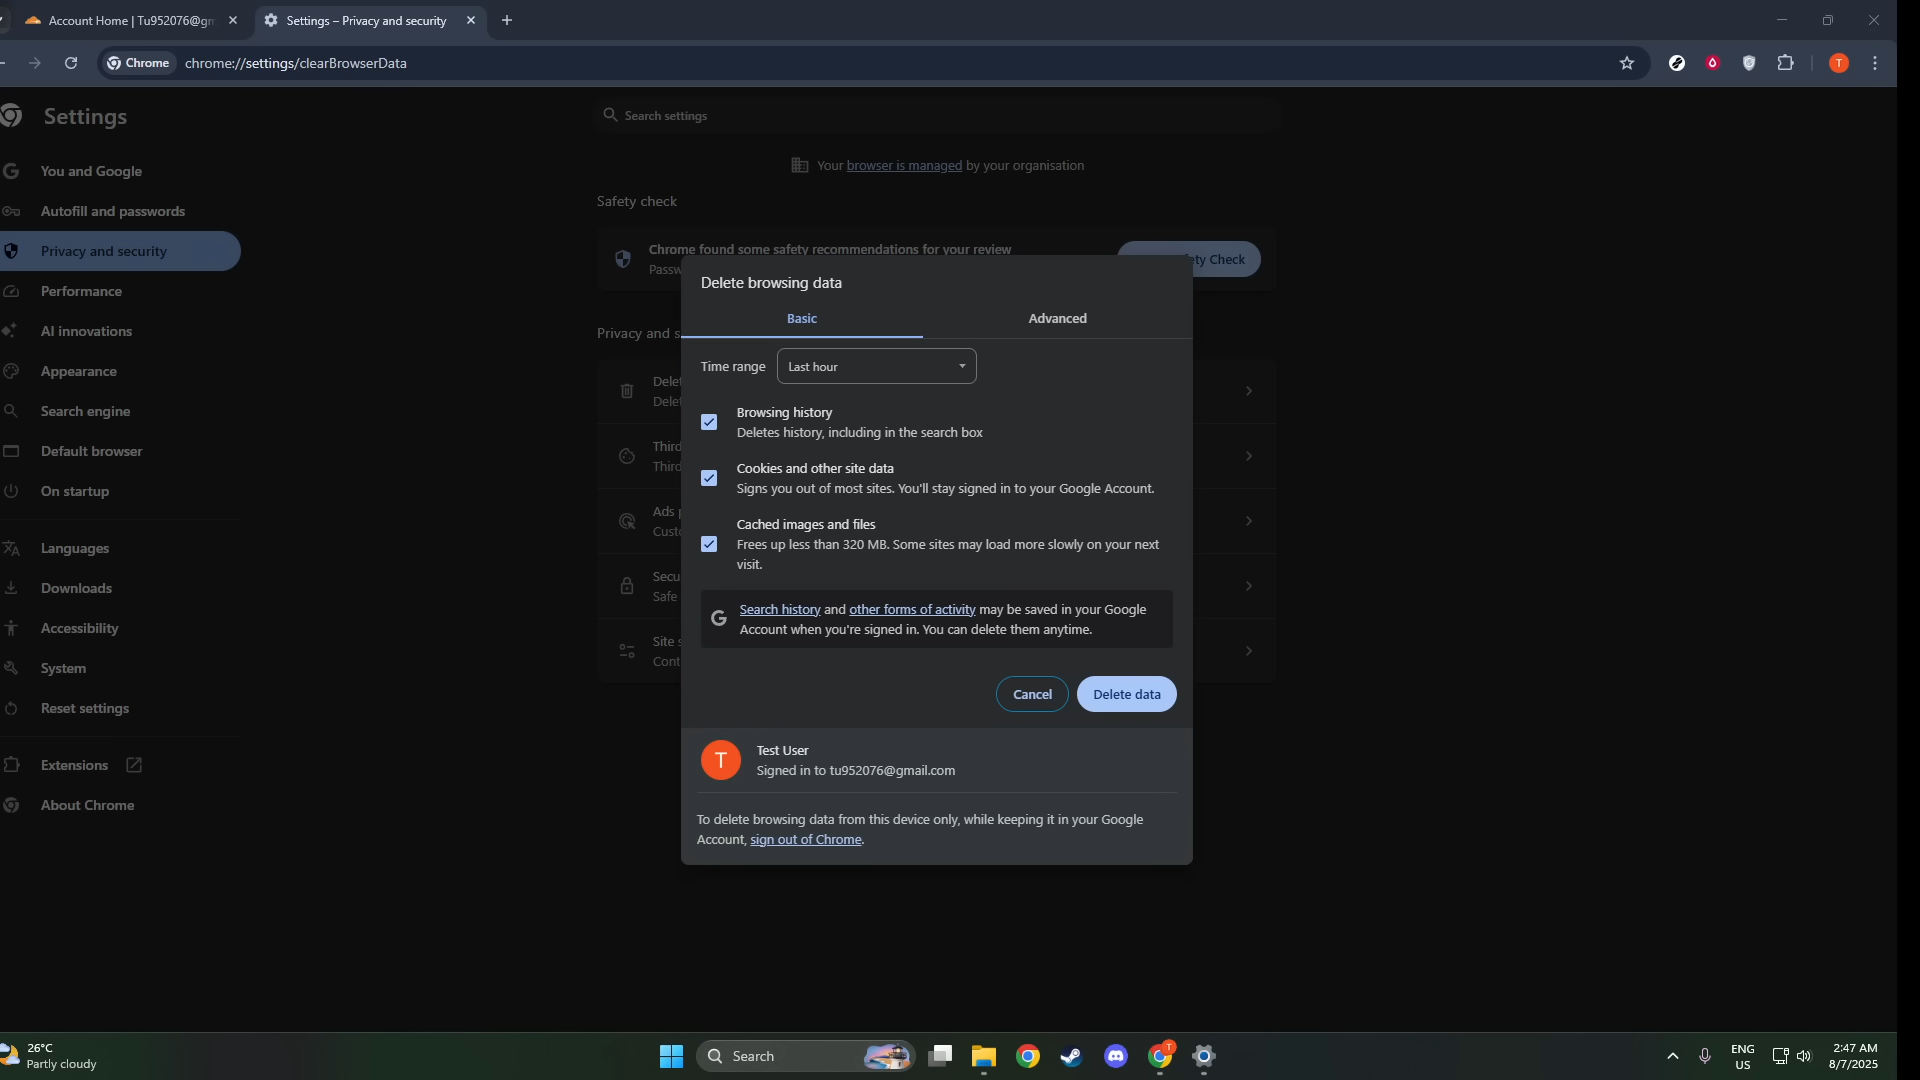 Account Home | Tu952076@gm
Settings – Privacy and security
Chrome
chrome://settings/clearBrowserData
T
Settings
Search settings
You and Google
Autofill and passwords
Privacy and security
Performance
AI innovations
Appearance
Search engine
Default browser
On startup
Languages
Downloads
Accessibility
System
Reset settings
Extensions
About Chrome
Your browser is managed by your organisation
Safety check
Chrome found some safety recommendations for your review
Passw
ety Check
Privacy and s
Delet
Delet
Third
Third
Ads p
Custo
Secu
Safe
Site s
Cont
Delete browsing data
Basic
Advanced
Time range
Last hour
Browsing history
Deletes history, including in the search box
Cookies and other site data
Signs you out of most sites. You'll stay signed in to your Google Account.
Cached images and files
Frees up less than 320 MB. Some sites may load more slowly on your next
visit.
Search history and other forms of activity may be saved in your Google
Account when you're signed in. You can delete them anytime.
Cancel
Delete data
T
Test User
Signed in to tu952076@gmail.com
To delete browsing data from this device only, while keeping it in your Google
Account, sign out of Chrome.
26°C
Partly cloudy
Search
T
ENG
US
2:47 AM
8/7/2025